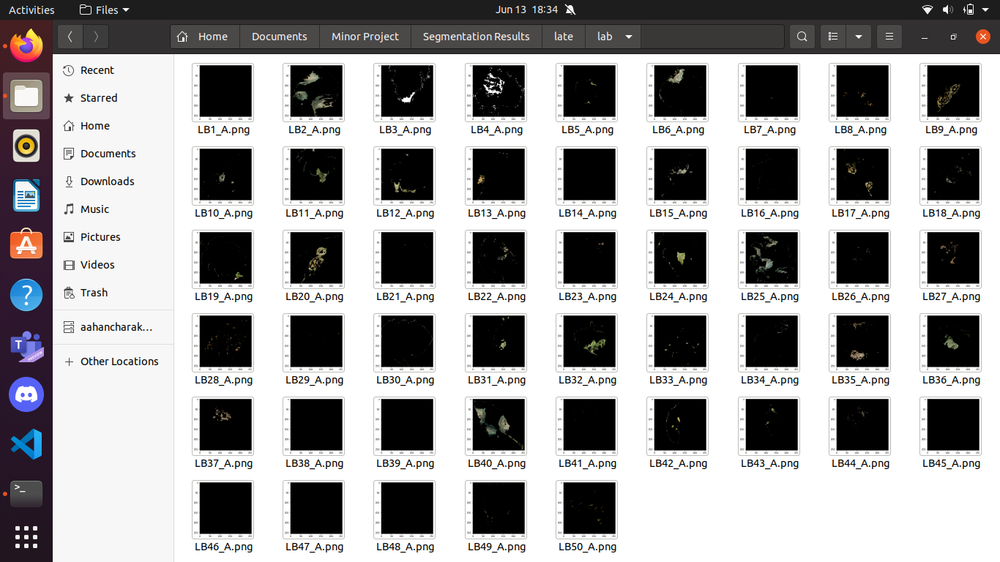 Activities Files Jun 13 18:34
Home Documents Minor Project Segmentation Results late lab
Recent
Starred
Home
Documents
Downloads
Music
Pictures
Videos
Trash
aahancharak...
Other Locations
LB1_A.png LB2_A.png LB3_A.png LB4_A.png LB5_A.png LB6_A.png LB7_A.png LB8_A.png LB9_A.png
LB10_A.png LB11_A.png LB12_A.png LB13_A.png LB14_A.png LB15_A.png LB16_A.png LB17_A.png LB18_A.png
LB19_A.png LB20_A.png LB21_A.png LB22_A.png LB23_A.png LB24_A.png LB25_A.png LB26_A.png LB27_A.png
LB28_A.png LB29_A.png LB30_A.png LB31_A.png LB32_A.png LB33_A.png LB34_A.png LB35_A.png LB36_A.png
LB37_A.png LB38_A.png LB39_A.png LB40_A.png LB41_A.png LB42_A.png LB43_A.png LB44_A.png LB45_A.png
LB46_A.png LB47_A.png LB48_A.png LB49_A.png LB50_A.png